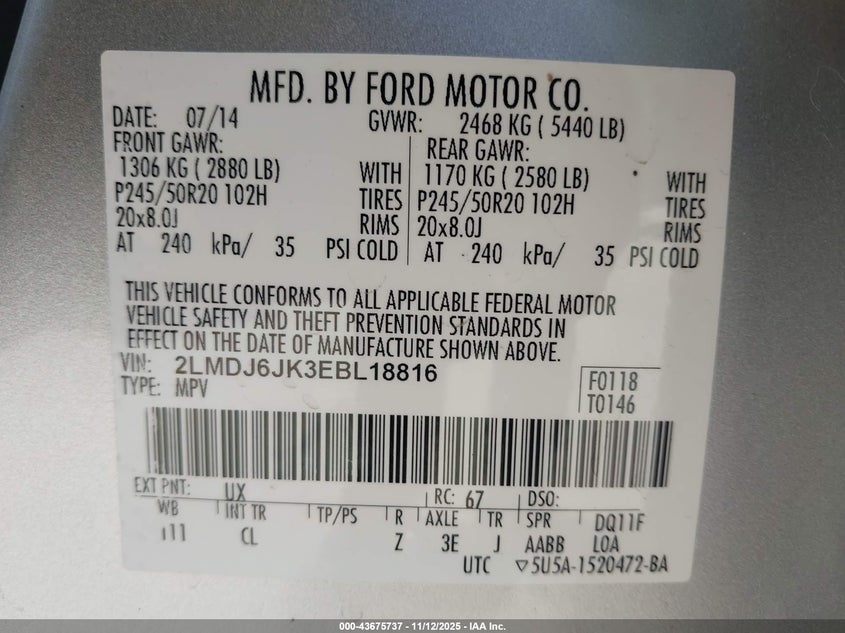 MFD. BY FORD MOTOR CO.
DATE: 07/14 GVWR: 2468 KG ( 5440 LB)
FRONT GAWR: REAR GAWR:
1306 KG ( 2880 LB) WITH 1170 KG ( 2580 LB) WITH
P245/50R20 102H TIRES P245/50R20 102H TIRES
20x8.0J RIMS 20x8.0J RIMS
AT 240 kPa/ 35 PSI COLD AT 240 kPa/ 35 PSI COLD
THIS VEHICLE CONFORMS TO ALL APPLICABLE FEDERAL MOTOR
VEHICLE SAFETY AND THEFT PREVENTION STANDARDS IN
EFFECT ON THE DATE OF MANUFACTURE SHOWN ABOVE.
VIN: 2LMDJ6JK3EBL18816
TYPE: MPV
F0118
T0146
EXT PNT: UX RC: 67 DSO:
WB INT TR TP/PS R AXLE TR SPR DQ11F
111 CL Z 3E J AABB LOA
UTC ▽5U5A-1520472-BA
000-43675737 - 11/12/2025 - IAA Inc.